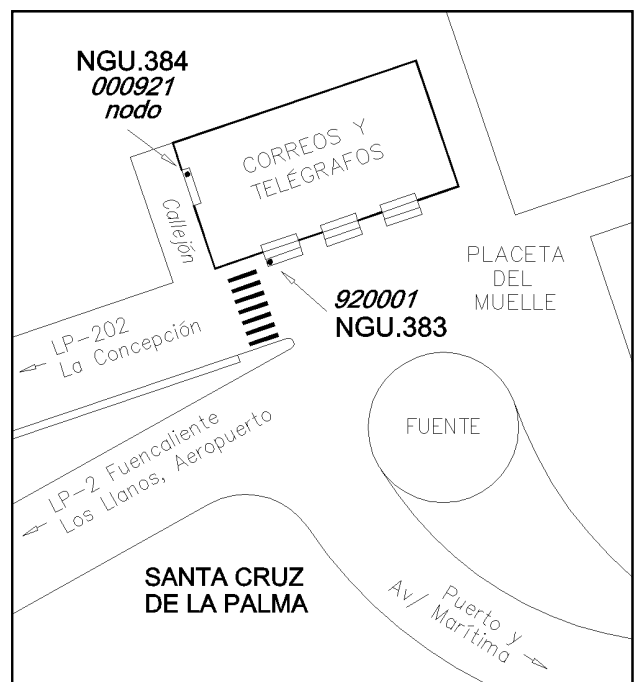 NGU.384
000921
nodo
CORREOS Y
TELÉGRAFOS
Callejón
PLACETA
DEL
MUELLE
920001
NGU.383
LP-202
La Concepción
FUENTE
LP-2 Fuencaliente
Los Llanos, Aeropuerto
SANTA CRUZ
DE LA PALMA
Puerto y
Av/ Marítima